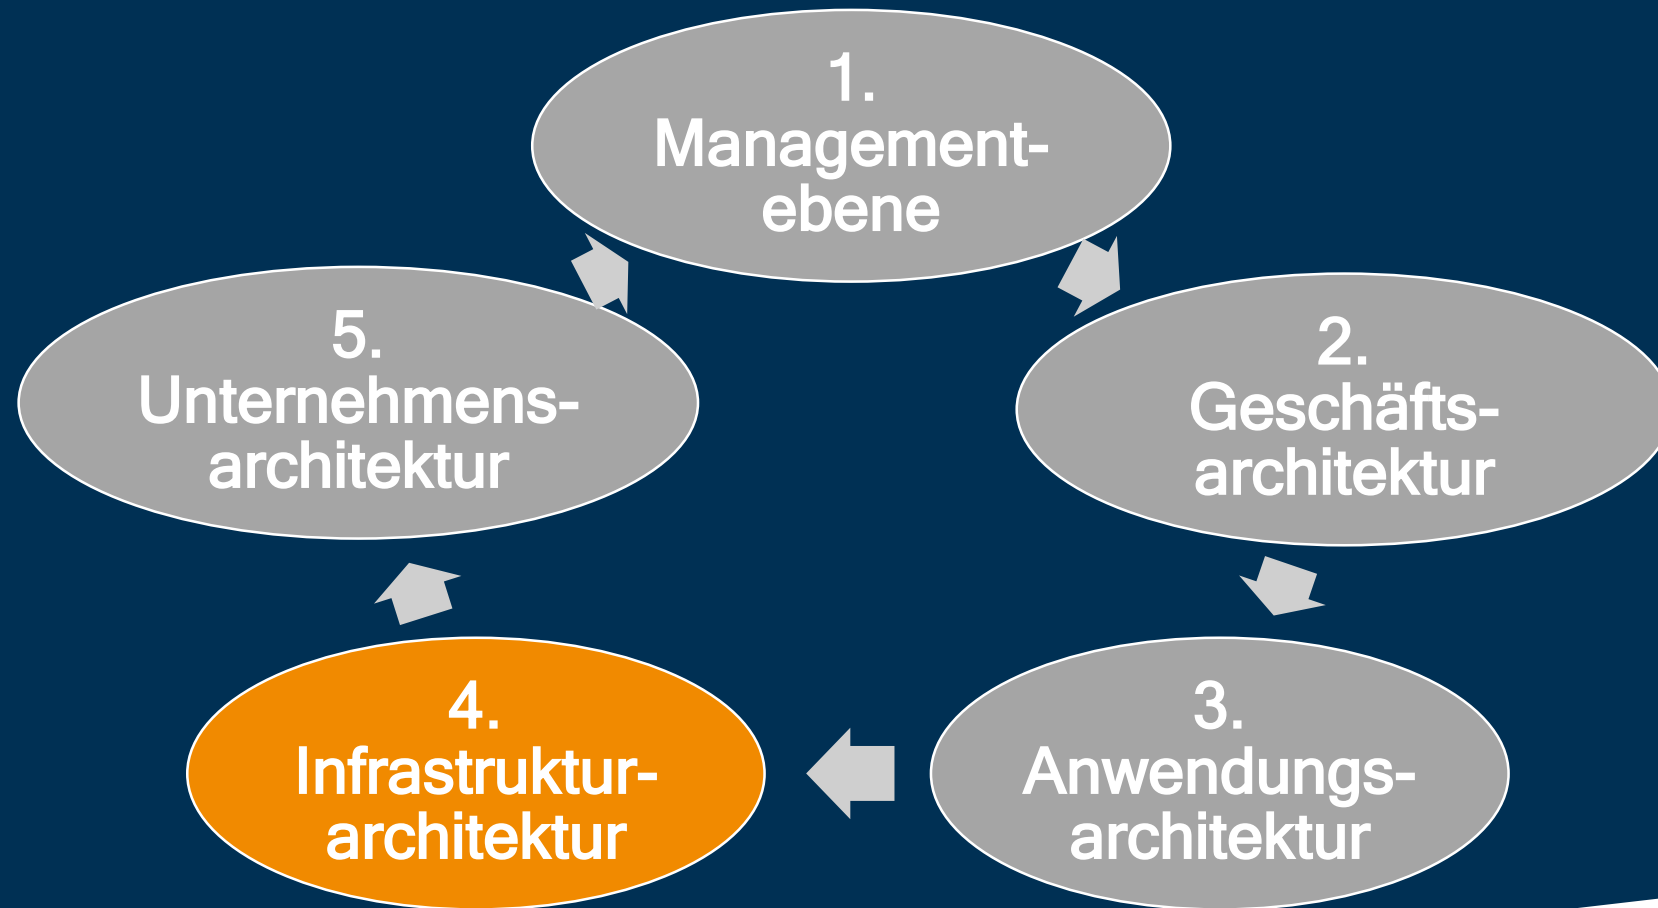 1.
Management-
ebene
2.
Geschäfts-
architektur
3.
Anwendungs-
architektur
4.
Infrastruktur-
architektur
5.
Unternehmens-
architektur